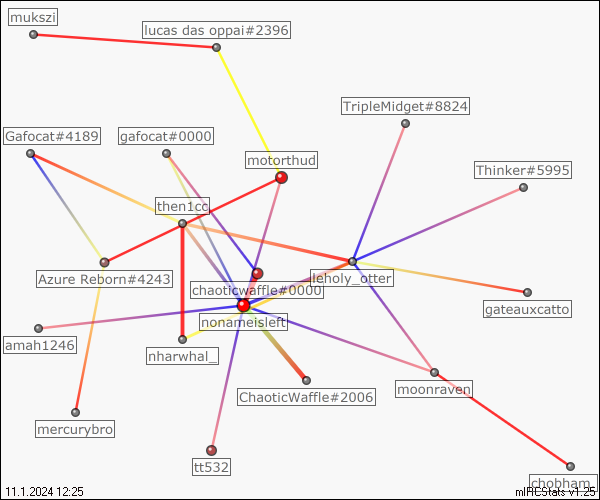 mukszi
lucas das oppai#2396
TripleMidget#8824
Gafocat#4189
gafocat#0000
motorthud
Thinker#5995
then1cc
Azure Reborn#4243
chaoticwaffle#0000
leholy_otter
nonameisleft
gateauxcatto
amah1246
nharwhal_
ChaoticWaffle#2006
moonraven
mercurybro
tt532
chobham_
11.1.2024 12:25
mIRCStats v1.25